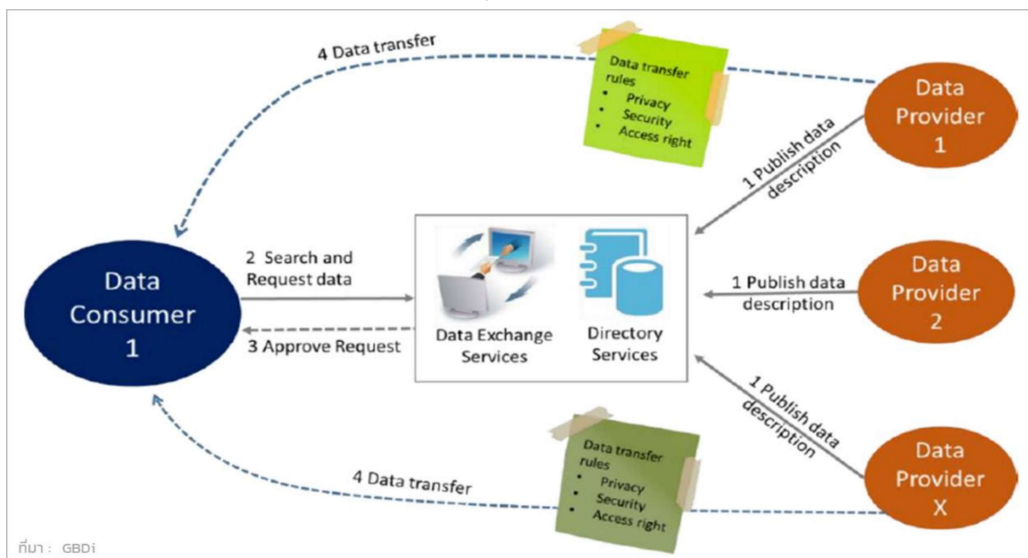 4 Data transfer
Data transfer
rules
• Privacy
• Security
• Access right
Data
Provider
1
1 Publish data
description
Data
Consumer
1
2 Search and
Request data
3 Approve Request
Data Exchange
Services
Directory
Services
1 Publish data
description
Data
Provider
2
1 Publish data
description
Data transfer
rules
• Privacy
• Security
• Access right
4 Data transfer
Data
Provider
X
ที่มา : GBDi